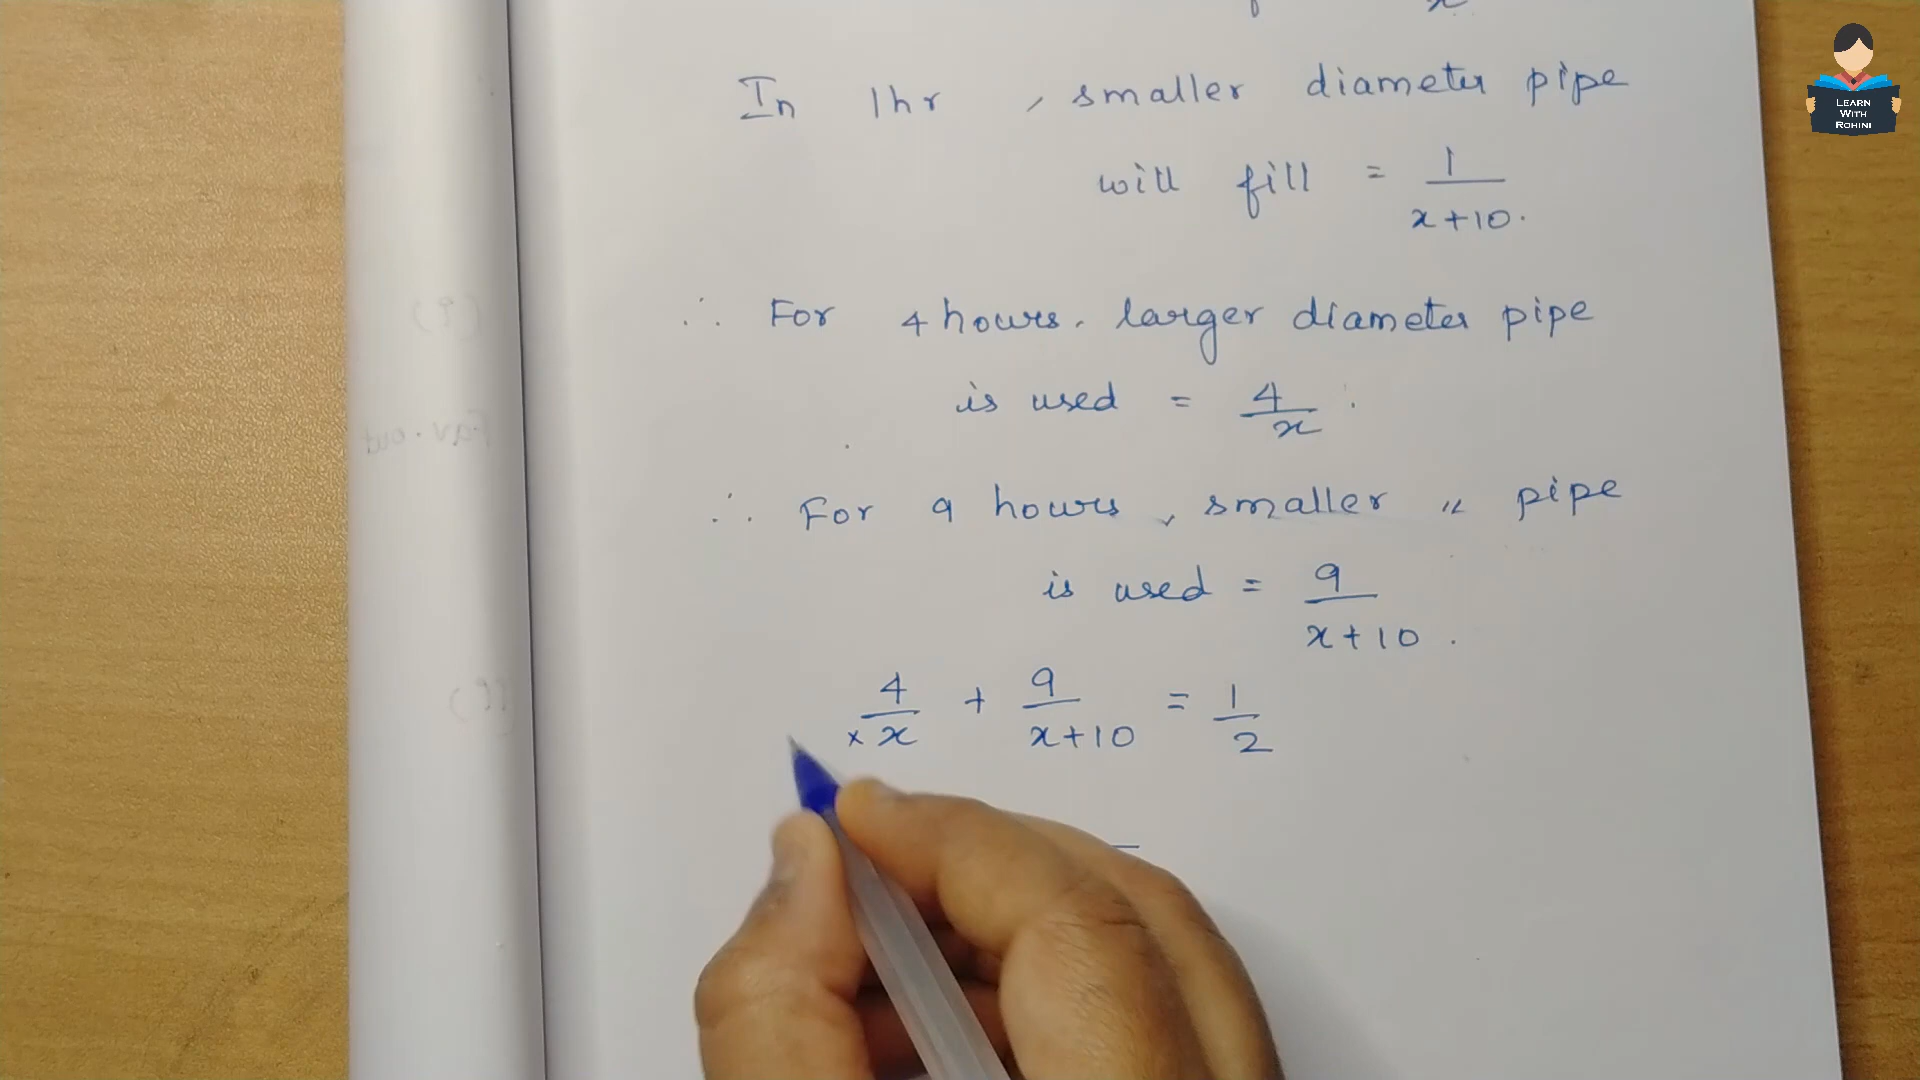 x
In 1hr , smaller diameter pipe
will fill = 1/(x+10).
∴ For 4 hours, larger diameter pipe
is used = 4/x .
∴ For 9 hours, smaller 〃 pipe
is used = 9/(x+10) .
4/(× x) + 9/(x+10) = 1/2
LEARN
WITH
ROHINI